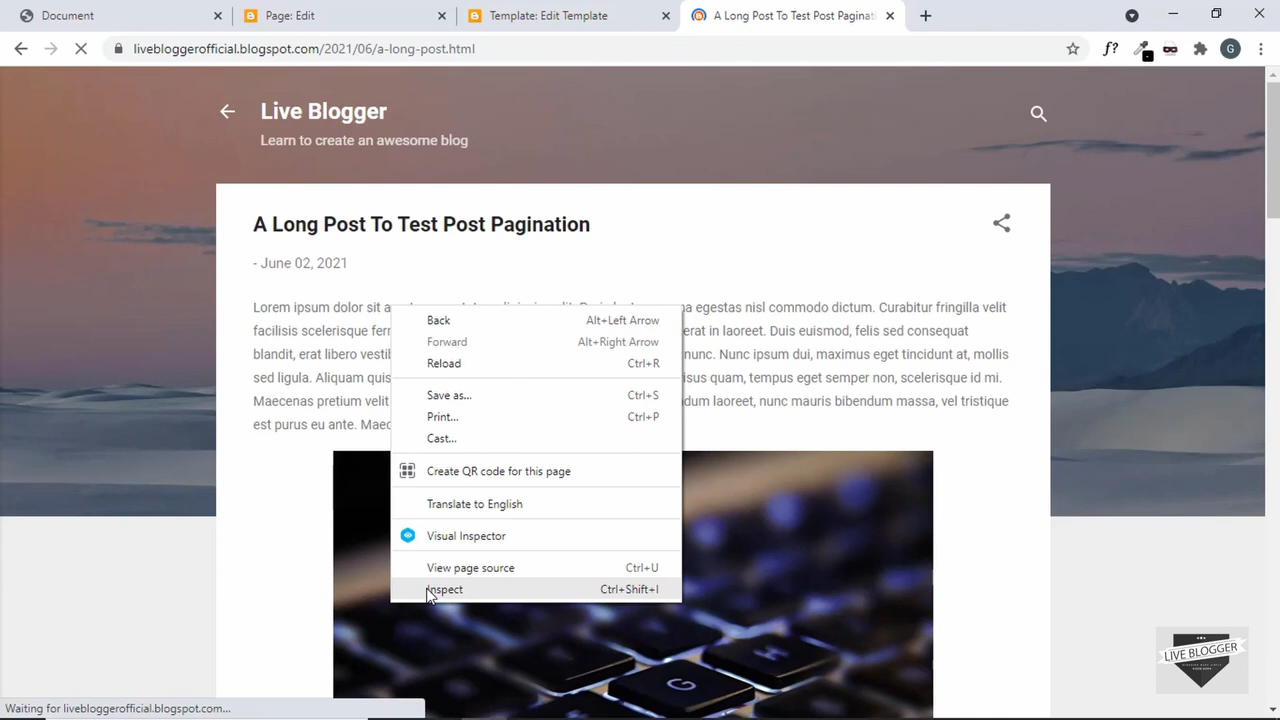 Document
Page: Edit
Template: Edit Template
A Long Post To Test Post Paginati
livebloggerofficial.blogspot.com/2021/06/a-long-post.html
f?
G
Live Blogger
Learn to create an awesome blog
A Long Post To Test Post Pagination
- June 02, 2021
Lorem ipsum dolor sit a
a egestas nisl commodo dictum. Curabitur fringilla velit
facilisis scelerisque ferr
erat in laoreet. Duis euismod, felis sed consequat
blandit, erat libero vestib
nunc. Nunc ipsum dui, maximus eget tincidunt at, mollis
sed ligula. Aliquam quis
risus quam, tempus eget semper non, scelerisque id mi.
Maecenas pretium velit
dum laoreet, nunc mauris bibendum massa, vel tristique
est purus eu ante. Maec
Back Alt+Left Arrow
Forward Alt+Right Arrow
Reload Ctrl+R
Save as... Ctrl+S
Print... Ctrl+P
Cast...
Create QR code for this page
Translate to English
Visual Inspector
View page source Ctrl+U
Inspect Ctrl+Shift+I
G
LIVE BLOGGER
Waiting for livebloggerofficial.blogspot.com...